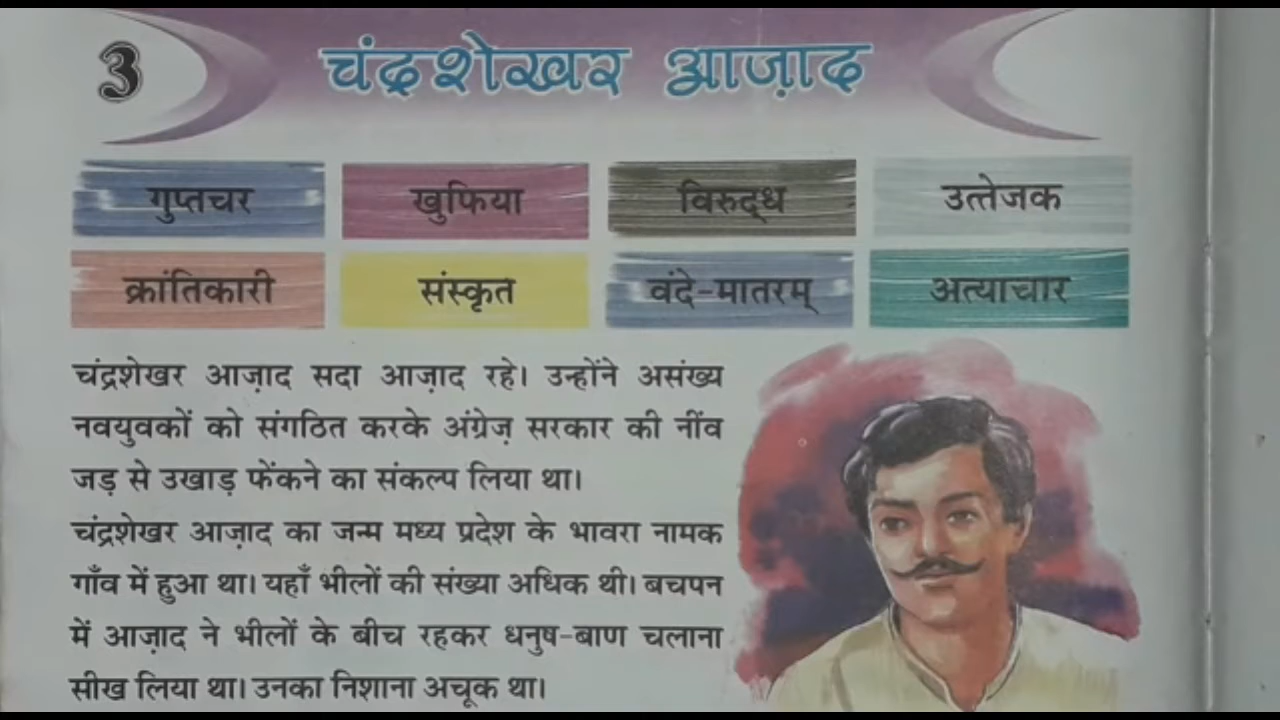 3 चंद्रशेखर आज़ाद
गुप्तचर खुफिया विरुद्ध उत्तेजक
क्रांतिकारी संस्कृत वंदे-मातरम् अत्याचार
चंद्रशेखर आज़ाद सदा आज़ाद रहे। उन्होंने असंख्य
नवयुवकों को संगठित करके अंग्रेज़ सरकार की नींव
जड़ से उखाड़ फेंकने का संकल्प लिया था।
चंद्रशेखर आज़ाद का जन्म मध्य प्रदेश के भावरा नामक
गाँव में हुआ था। यहाँ भीलों की संख्या अधिक थी। बचपन
में आज़ाद ने भीलों के बीच रहकर धनुष-बाण चलाना
सीख लिया था। उनका निशाना अचूक था।